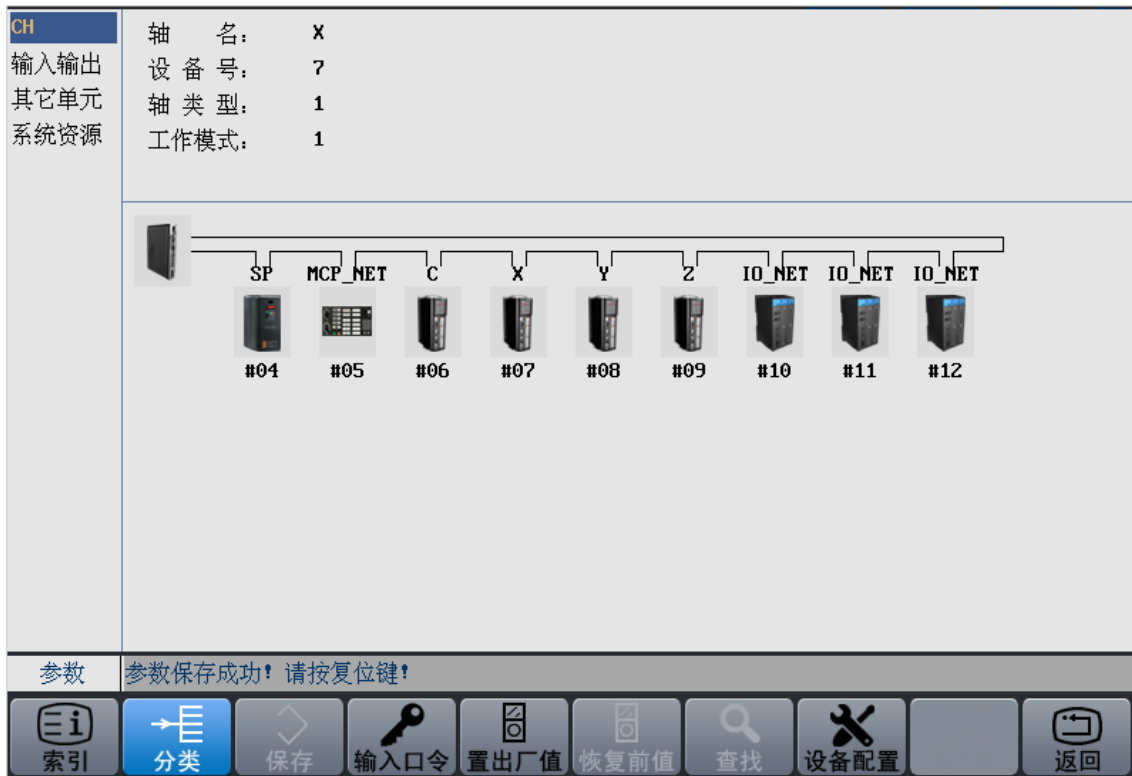 CH
输入输出
其它单元
系统资源
轴 名: X
设 备 号: 7
轴 类 型: 1
工作模式: 1
SP MCP_NET C X Y Z IO_NET IO_NET IO_NET
#04 #05 #06 #07 #08 #09 #10 #11 #12
参数 参数保存成功!请按复位键!
索引 分类 保存 输入口令 置出厂值 恢复前值 查找 设备配置 返回